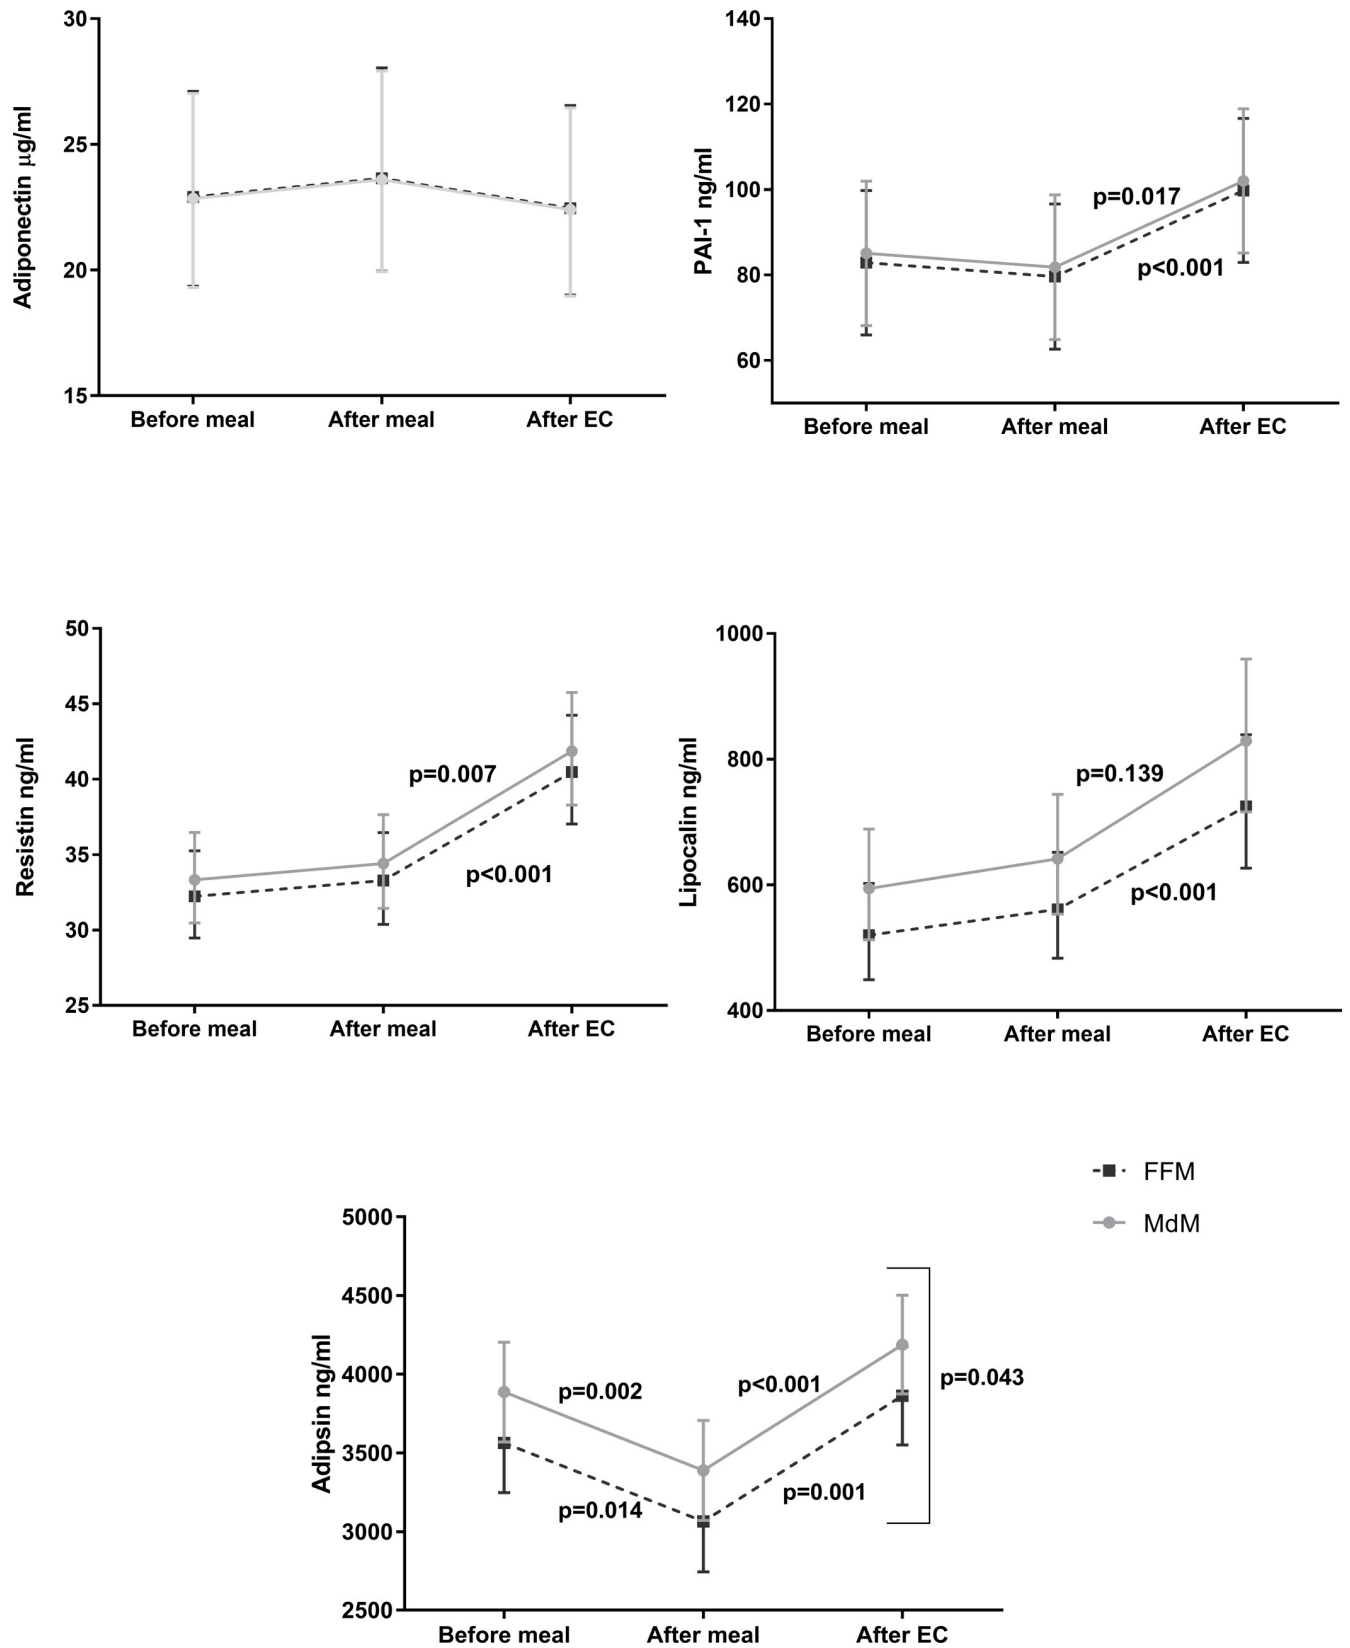 30
25
20
15
Adiponectin µg/ml
Before meal
After meal
After EC
140
120
100
80
60
PAI-1 ng/ml
p=0.017
p<0.001
Before meal
After meal
After EC
50
45
40
35
30
25
Resistin ng/ml
p=0.007
p<0.001
Before meal
After meal
After EC
1000
800
600
400
Lipocalin ng/ml
p=0.139
p<0.001
Before meal
After meal
After EC
FFM
MdM
5000
4500
4000
3500
3000
2500
Adipsin ng/ml
p=0.002
p<0.001
p=0.043
p=0.014
p=0.001
Before meal
After meal
After EC